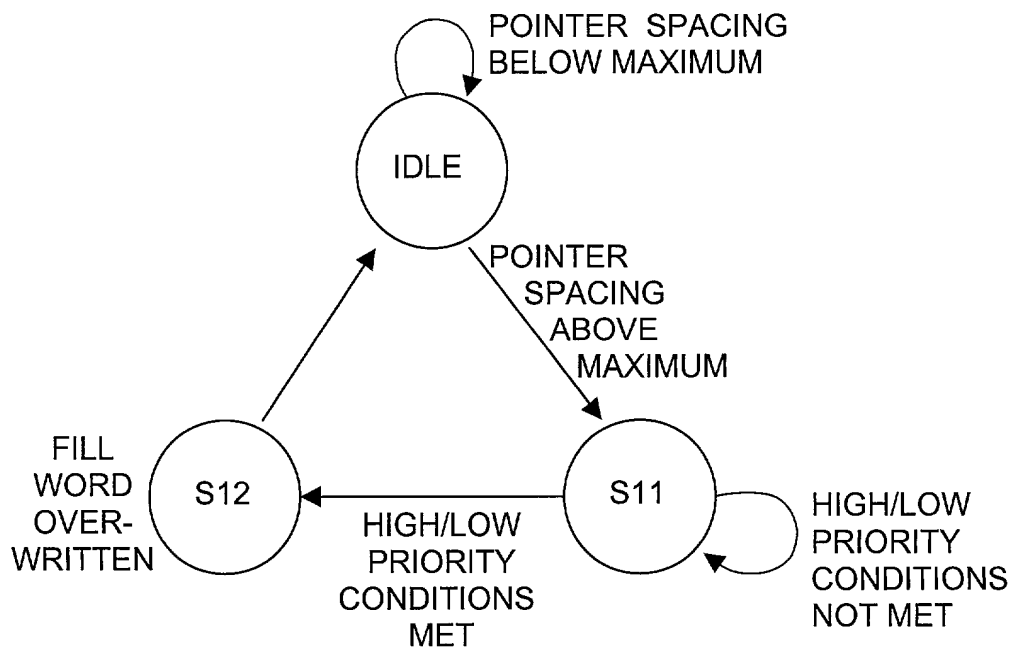 POINTER SPACING
BELOW MAXIMUM
IDLE
POINTER
SPACING
ABOVE
MAXIMUM
FILL
WORD
OVER-
WRITTEN
S12
HIGH/LOW
PRIORITY
CONDITIONS
MET
S11
HIGH/LOW
PRIORITY
CONDITIONS
NOT MET